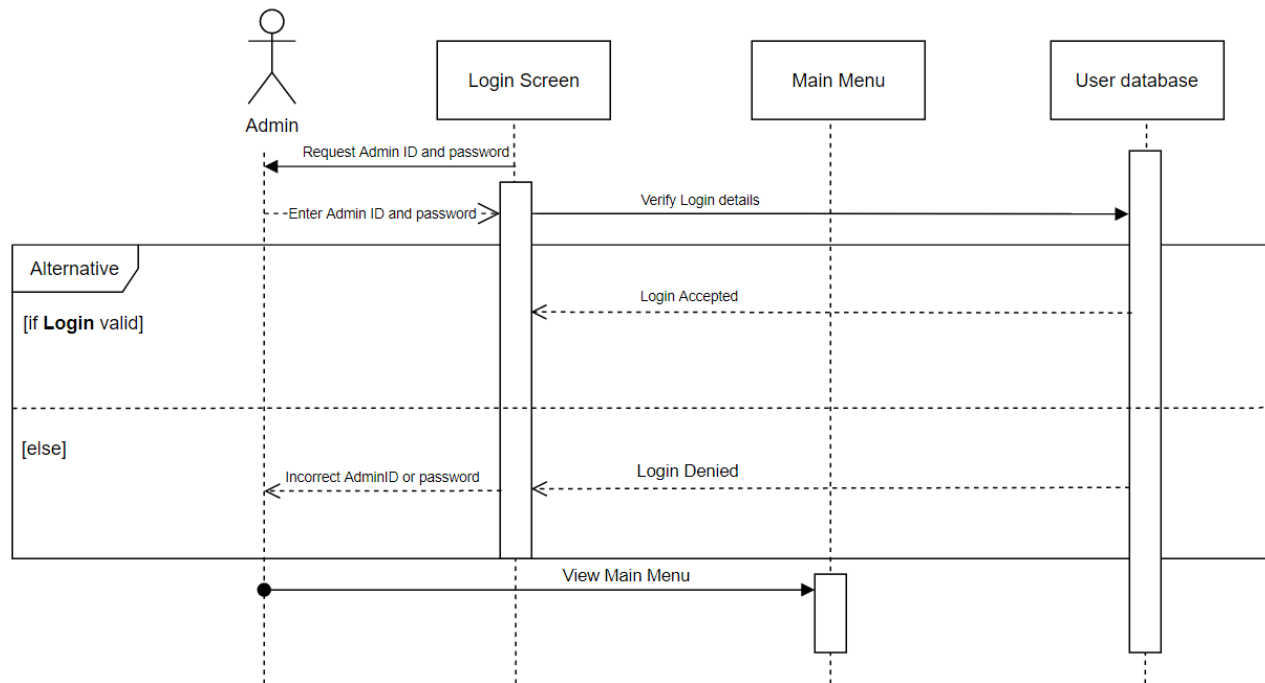 Admin
Login Screen
Main Menu
User database
Request Admin ID and password
Enter Admin ID and password
Verify Login details
Alternative
Login Accepted
[if Login valid]
[else]
Incorrect AdminID or password
Login Denied
View Main Menu